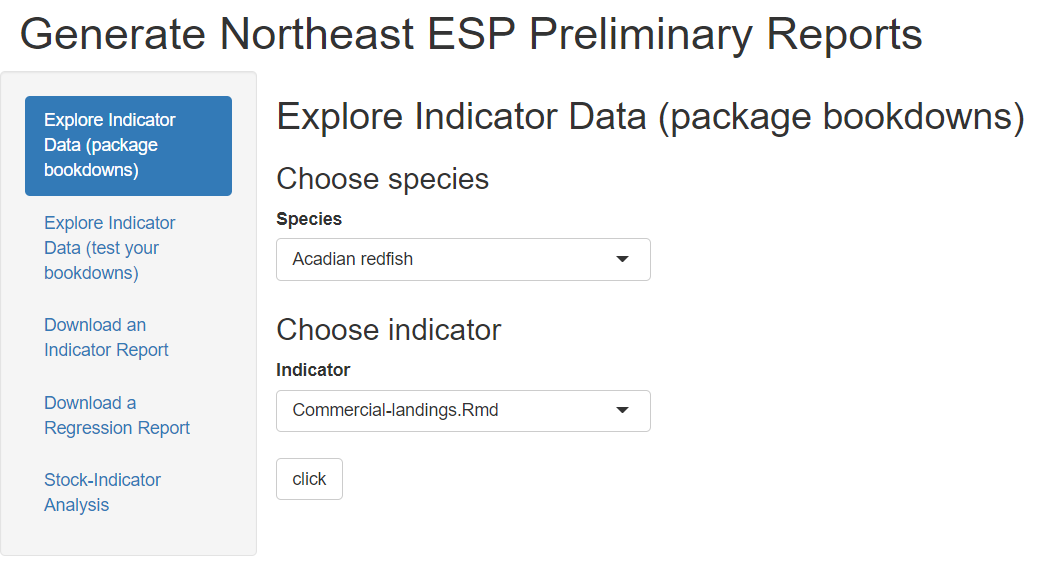 Generate Northeast ESP Preliminary Reports
Explore Indicator
Data (package
bookdowns)
Explore Indicator
Data (test your
bookdowns)
Download an
Indicator Report
Download a
Regression Report
Stock-Indicator
Analysis
Explore Indicator Data (package bookdowns)
Choose species
Species
Acadian redfish
Choose indicator
Indicator
Commercial-landings.Rmd
click